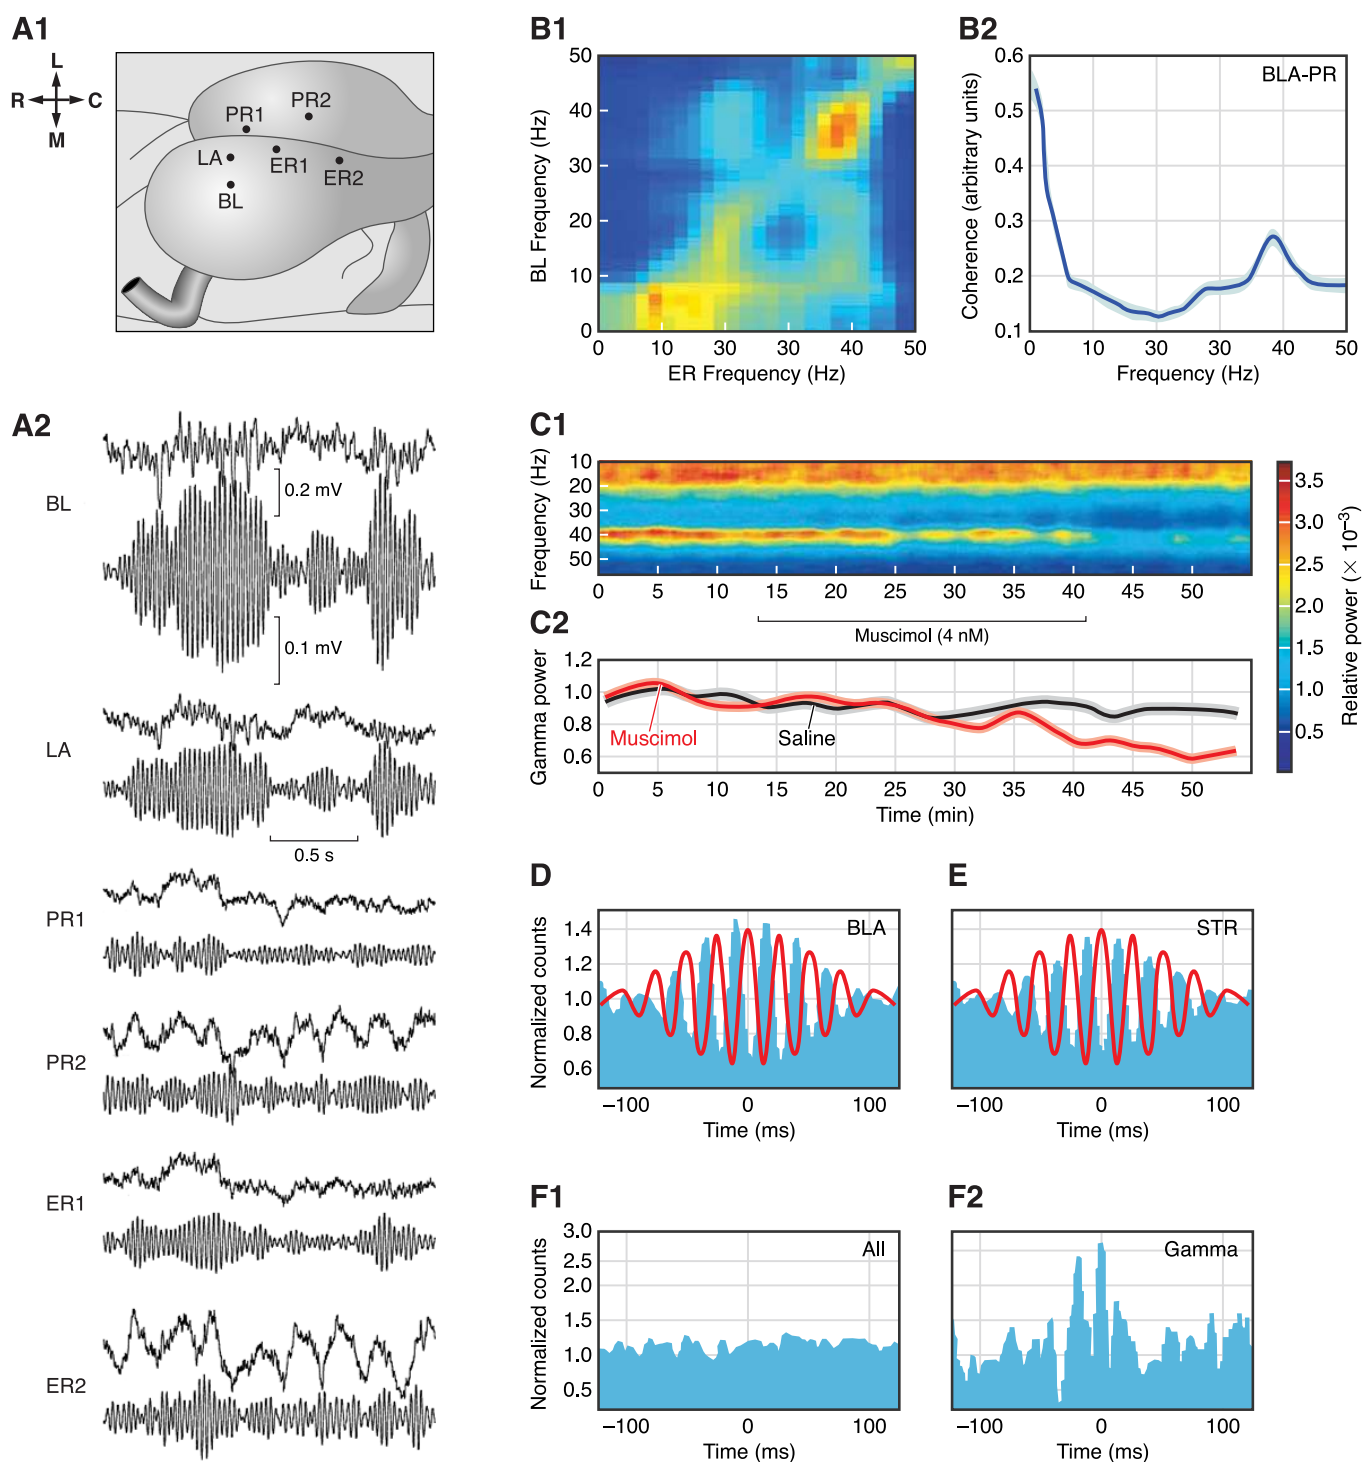 A1
L
R C
M
PR1
PR2
LA
ER1
ER2
BL
B1
50
40
30
20
10
0
BL Frequency (Hz)
0 10 20 30 40 50
ER Frequency (Hz)
B2
0.6
0.5
0.4
0.3
0.2
0.1
Coherence (arbitrary units)
BLA-PR
0 10 30 30 40 50
Frequency (Hz)
A2
BL
0.2 mV
0.1 mV
LA
0.5 s
PR1
PR2
ER1
ER2
C1
10
20
30
40
50
Frequency (Hz)
0 5 10 15 20 25 30 35 40 45 50
Muscimol (4 nM)
3.5
3.0
2.5
2.0
1.5
1.0
0.5
Relative power (× 10⁻³)
C2
1.2
1.0
0.8
0.6
Gamma power
Muscimol
Saline
0 5 10 15 20 25 30 35 40 45 50
Time (min)
D
1.4
1.2
1.0
0.8
0.6
Normalized counts
BLA
–100 0 100
Time (ms)
E
STR
–100 0 100
Time (ms)
F1
3.0
2.5
2.0
1.5
1.0
0.5
Normalized counts
All
–100 0 100
Time (ms)
F2
Gamma
–100 0 100
Time (ms)